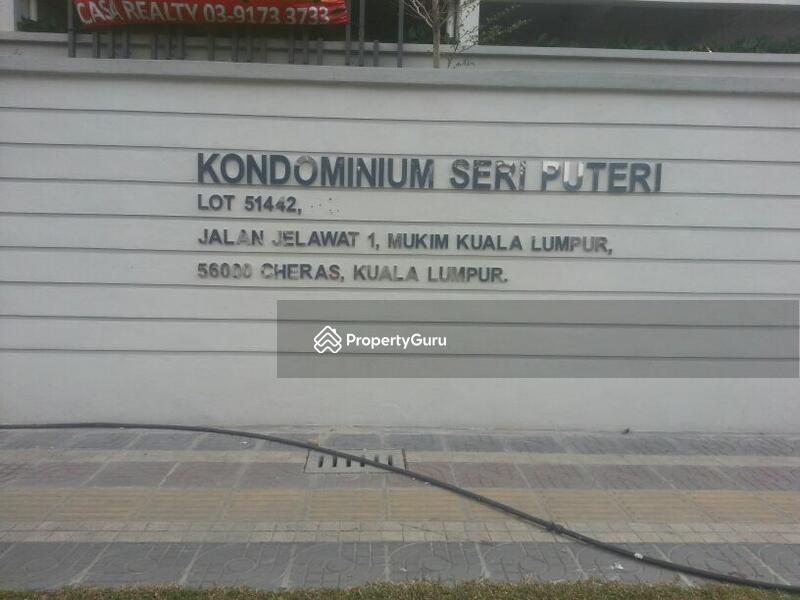 CASA REALTY 03-9173 3733
KONDOMINIUM SERI PUTERI
LOT 51442,
JALAN JELAWAT 1, MUKIM KUALA LUMPUR,
56000 CHERAS, KUALA LUMPUR.
PropertyGuru